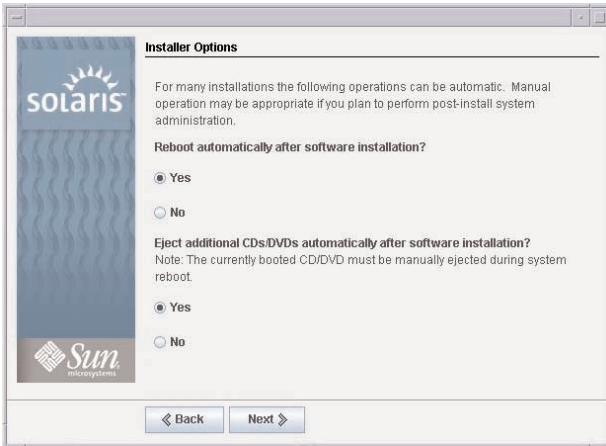 Installer Options
solaris
For many installations the following operations can be automatic. Manual
operation may be appropriate if you plan to perform post-install system
administration.
Reboot automatically after software installation?
Yes
No
Eject additional CDs/DVDs automatically after software installation?
Note: The currently booted CD/DVD must be manually ejected during system
reboot.
Yes
No
Sun
microsystems
Back
Next